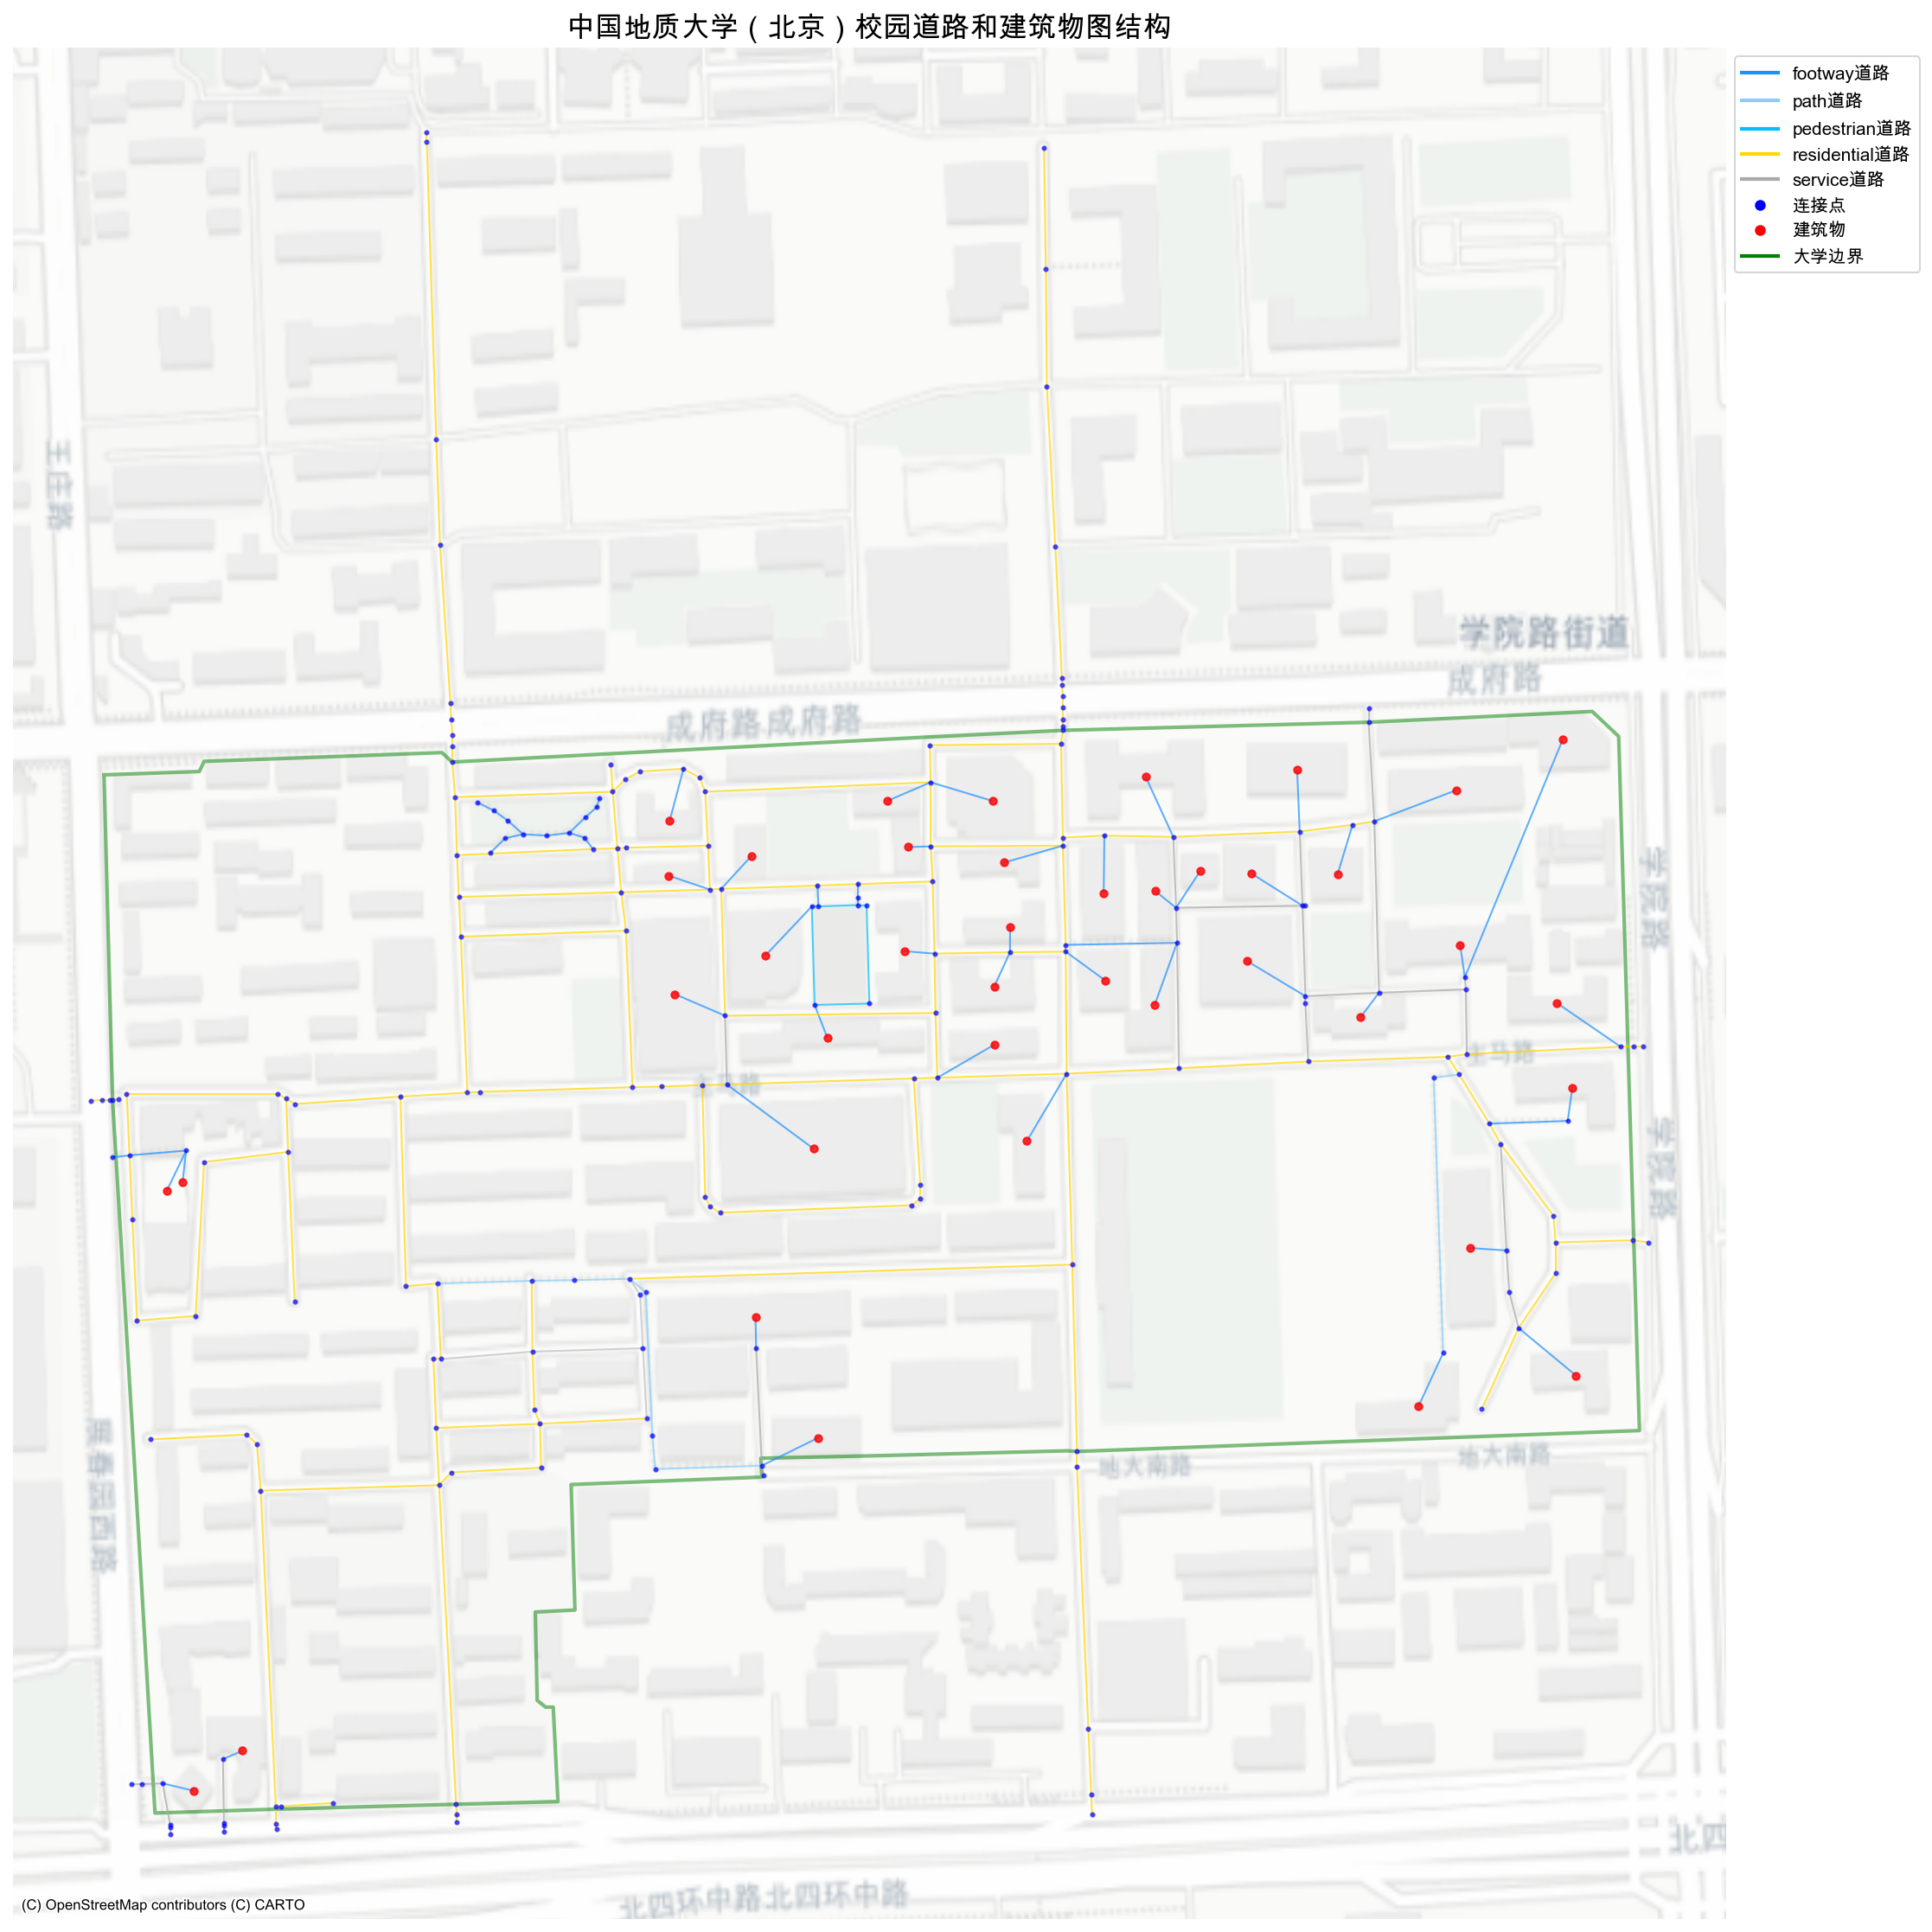 中国地质大学（北京）校园道路和建筑物图结构
footway道路
path道路
pedestrian道路
residential道路
service道路
连接点
建筑物
大学边界
王庄路
学院路街道
成府路
成府路成府路
学院路
主马路
主马路
学院路
地大南路
地大南路
北四
北四环中路北四环中路
(C) OpenStreetMap contributors (C) CARTO